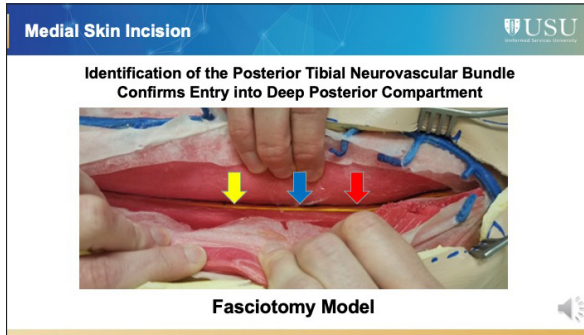 Medial Skin Incision
USU
Uniformed Services University
Identification of the Posterior Tibial Neurovascular Bundle
Confirms Entry into Deep Posterior Compartment
Fasciotomy Model